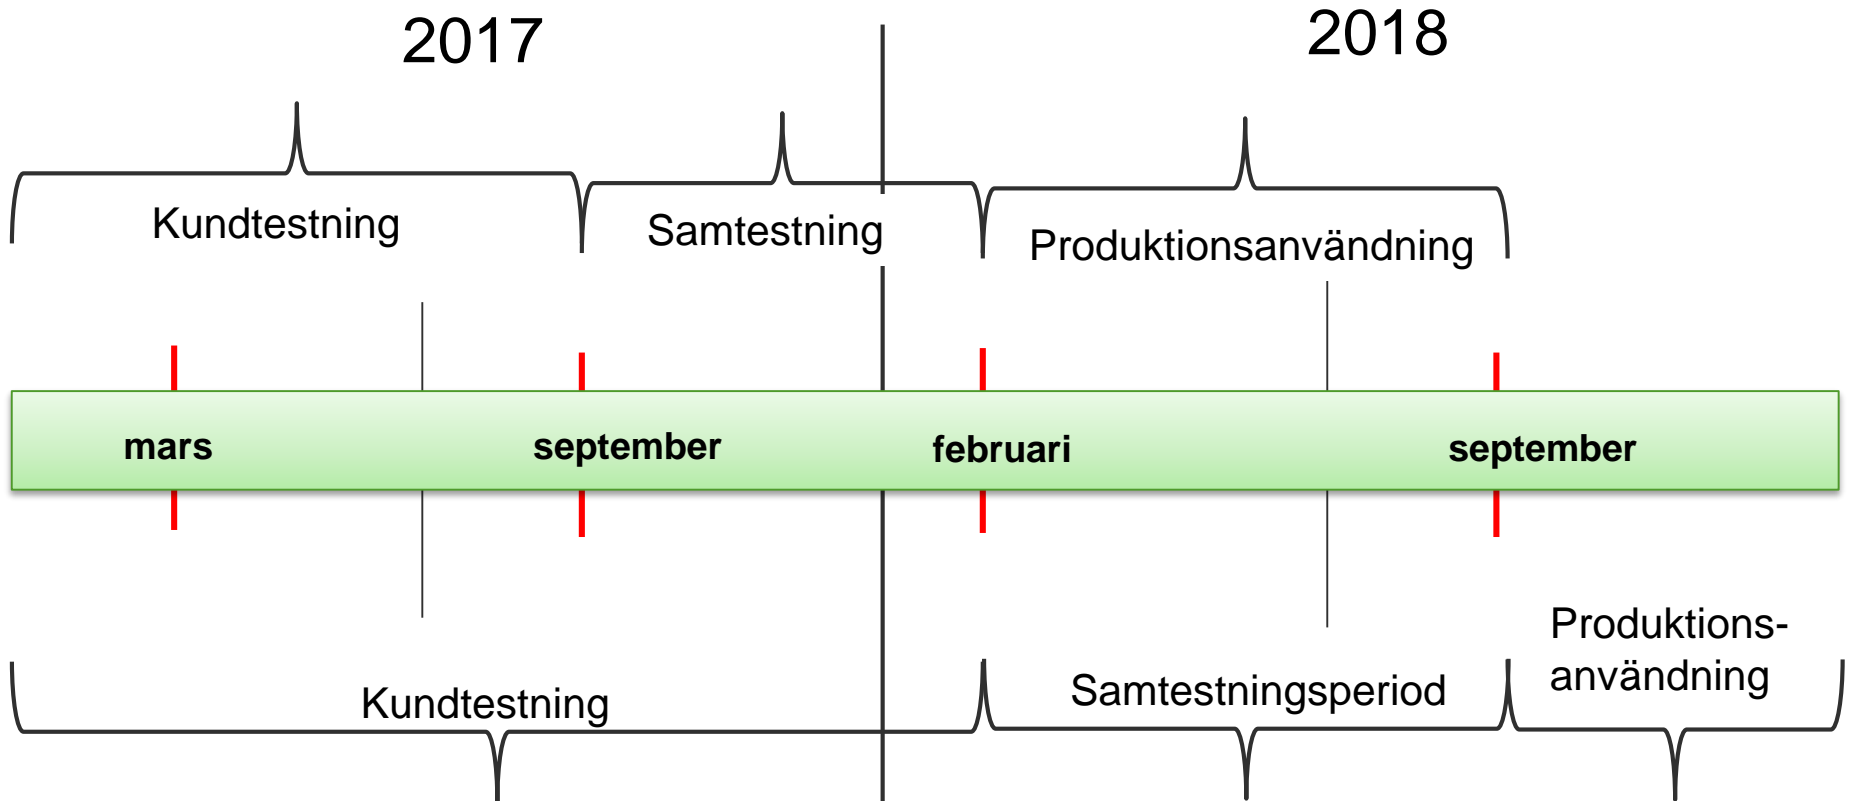 2017
2018
Kundtestning
Samtestning
Produktionsanvändning
mars
september
februari
september
Kundtestning
Samtestningsperiod
Produktions-
användning